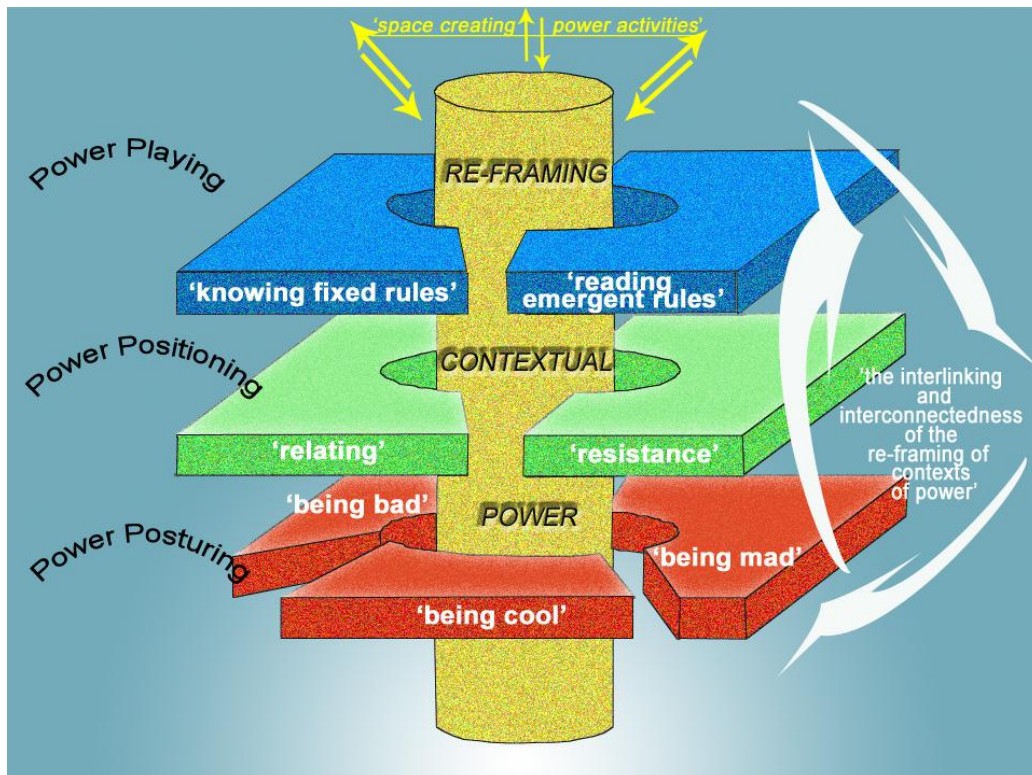 ‘space creating power activities’
Power Playing
RE-FRAMING
‘knowing fixed rules’
‘reading
emergent rules’
Power Positioning
CONTEXTUAL
‘relating’
‘resistance’
‘the interlinking
and
interconnectedness
of the
re-framing of
contexts
of power’
Power Posturing
‘being bad’
POWER
‘being mad’
‘being cool’